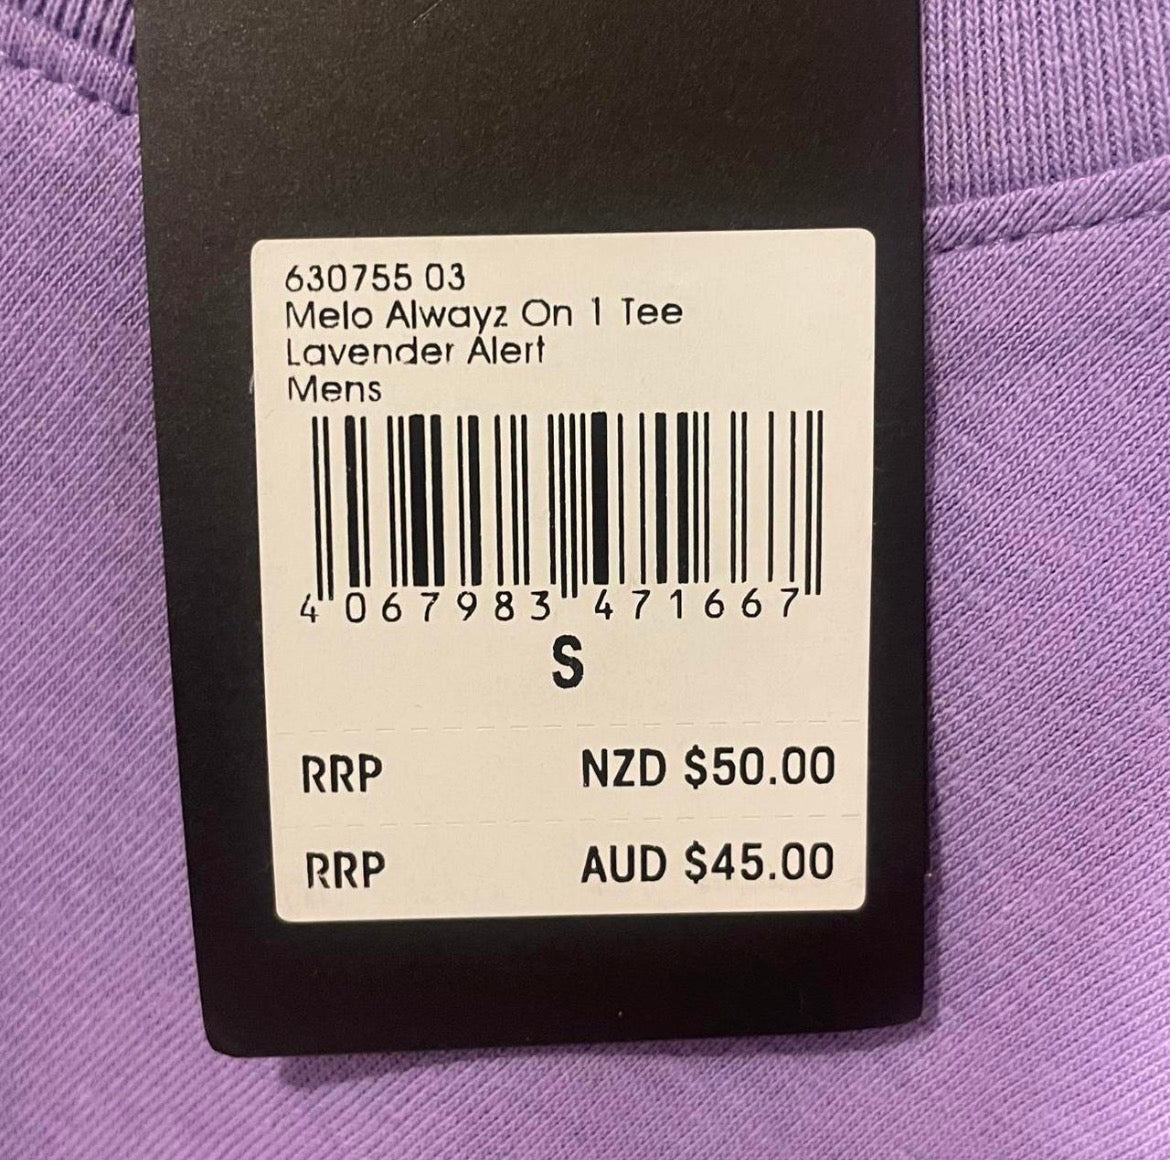 630755 03
Melo Alwayz On 1 Tee
Lavender Alert
Mens
4 067983 471667
S
RRP NZD $50.00
RRP AUD $45.00